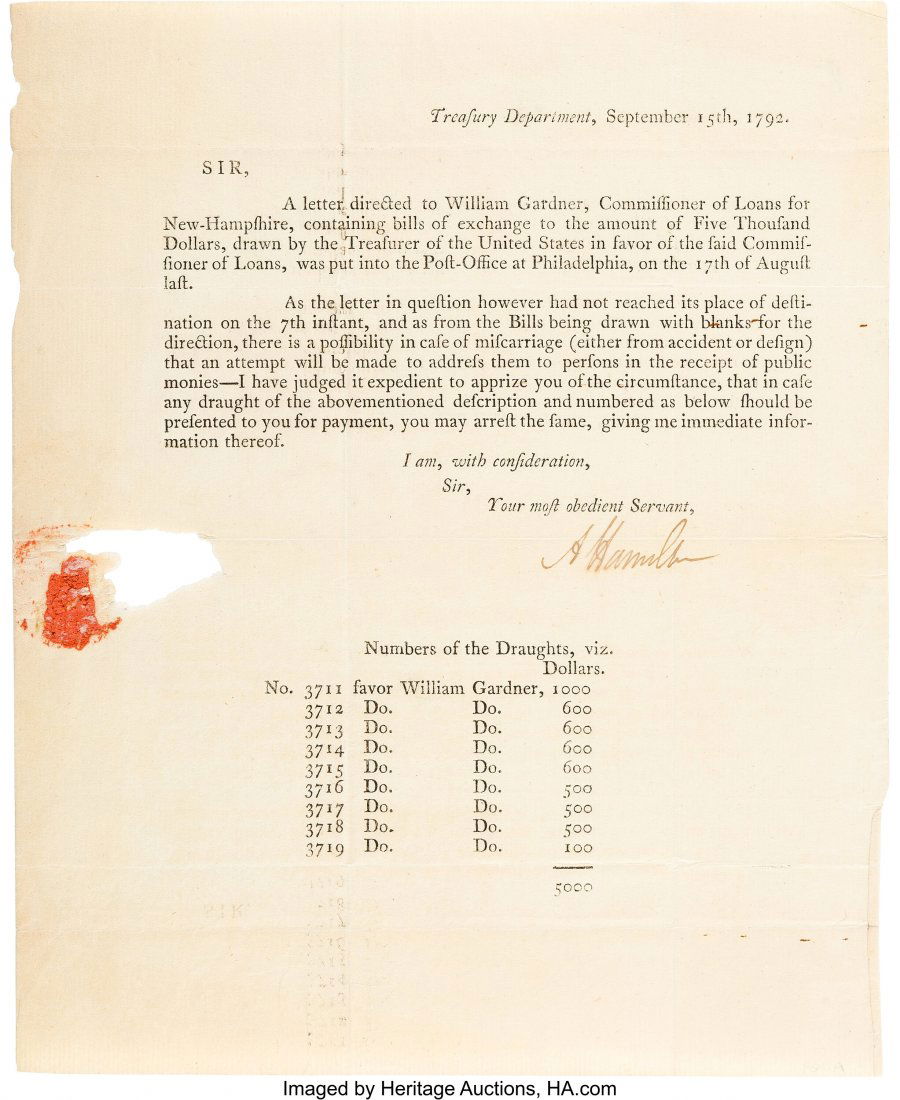 Treaſury Department, September 15th, 1792.
SIR,
A letter directed to William Gardner, Commiſſioner of Loans for
New-Hampſhire, containing bills of exchange to the amount of Five Thouſand
Dollars, drawn by the Treaſurer of the United States in favor of the ſaid Commiſ-
ſioner of Loans, was put into the Poſt-Office at Philadelphia, on the 17th of Auguſt
laſt.
As the letter in queſtion however had not reached its place of deſti-
nation on the 7th inſtant, and as from the Bills being drawn with blanks for the
direction, there is a poſſibility in caſe of miſcarriage (either from accident or deſign)
that an attempt will be made to addreſs them to perſons in the receipt of public
monies—I have judged it expedient to apprize you of the circumſtance, that in caſe
any draught of the abovementioned deſcription and numbered as below ſhould be
preſented to you for payment, you may arreſt the ſame, giving me immediate infor-
mation thereof.
I am, with conſideration,
Sir,
Your moſt obedient Servant,
A Hamilton
Numbers of the Draughts, viz.
Dollars.
No. 3711 favor William Gardner, 1000
3712 Do. Do. 600
3713 Do. Do. 600
3714 Do. Do. 600
3715 Do. Do. 600
3716 Do. Do. 500
3717 Do. Do. 500
3718 Do. Do. 500
3719 Do. Do. 100
5000
Imaged by Heritage Auctions, HA.com